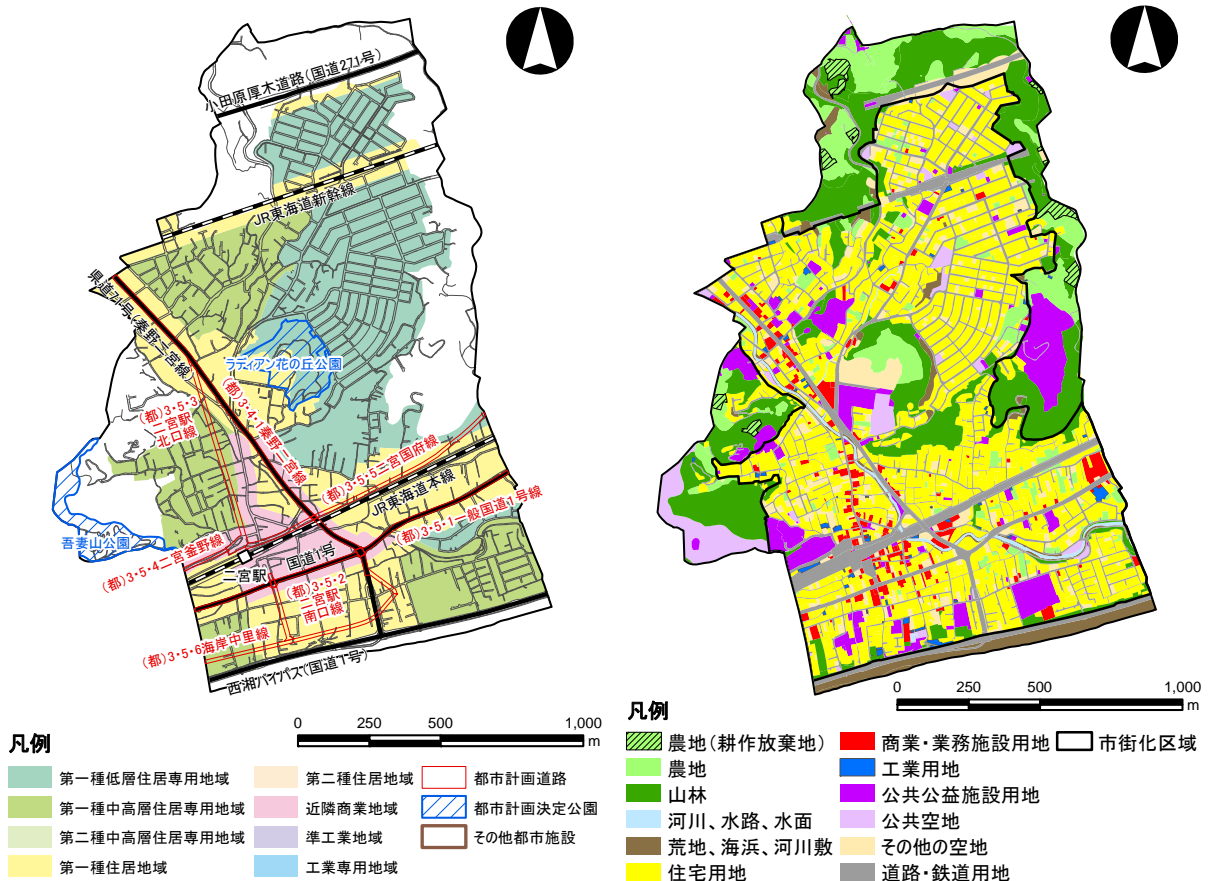 小田原厚木道路(国道271号)
JR東海道新幹線
県道71号(秦野二宮線)
ラディアン花の丘公園
(都)3・5・3
二宮駅
北口線
(都)3・4・1秦野二宮線
(都)3・5・5二宮国府線
JR東海道本線
(都)3・5・1一般国道1号線
吾妻山公園
(都)3・5・4二宮金野線
国道1号
二宮駅
(都)3・5・2
二宮駅
南口線
(都)3・5・6海岸中里線
西湘バイパス(国道1号)
0 250 500 1,000
m
凡例
第一種低層住居専用地域
第一種中高層住居専用地域
第二種中高層住居専用地域
第一種住居地域
第二種住居地域
近隣商業地域
準工業地域
工業専用地域
都市計画道路
都市計画決定公園
その他都市施設
0 250 500 1,000
m
凡例
農地(耕作放棄地)
農地
山林
河川、水路、水面
荒地、海浜、河川敷
住宅用地
商業・業務施設用地
工業用地
公共公益施設用地
公共空地
その他の空地
道路・鉄道用地
市街化区域